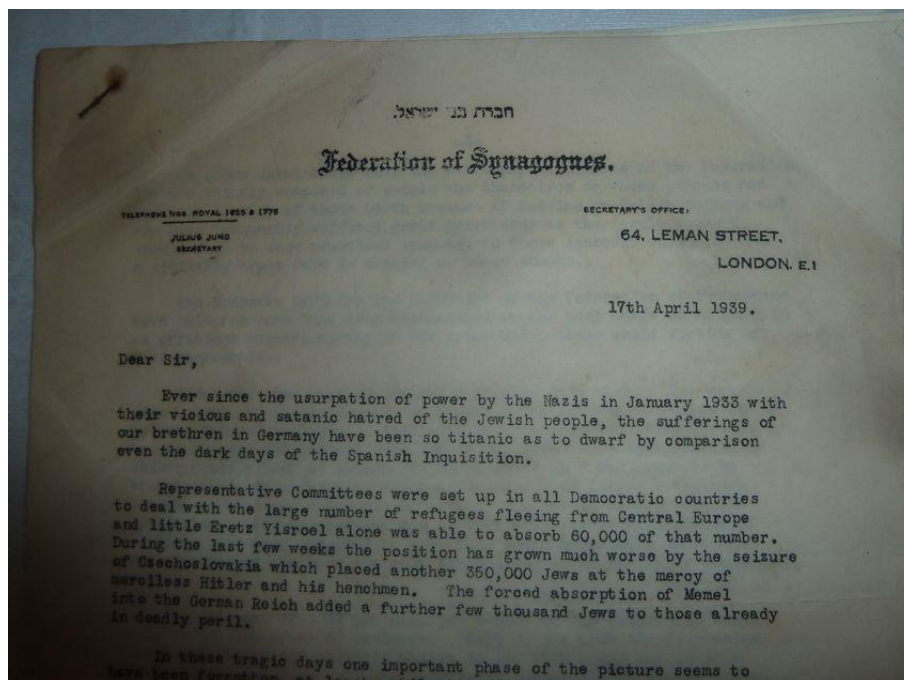 חברת בני ישראל.
Federation of Synagogues.
TELEPHONE NOS ROYAL 1825 & 1778
JULIUS JUNG
SECRETARY
SECRETARY'S OFFICE:
64, LEMAN STREET,
LONDON. E.1
17th April 1939.
Dear Sir,
Ever since the usurpation of power by the Nazis in January 1933 with
their vicious and satanic hatred of the Jewish people, the sufferings of
our brethren in Germany have been so titanic as to dwarf by comparison
even the dark days of the Spanish Inquisition.
Representative Committees were set up in all Democratic countries
to deal with the large number of refugees fleeing from Central Europe
and little Eretz Yisroel alone was able to absorb 60,000 of that number.
During the last few weeks the position has grown much worse by the seizure
of Czechoslovakia which placed another 350,000 Jews at the mercy of
merciless Hitler and his henchmen. The forced absorption of Memel
into the German Reich added a further few thousand Jews to those already
in deadly peril.
In these tragic days one important phase of the picture seems to
have been forgotten,